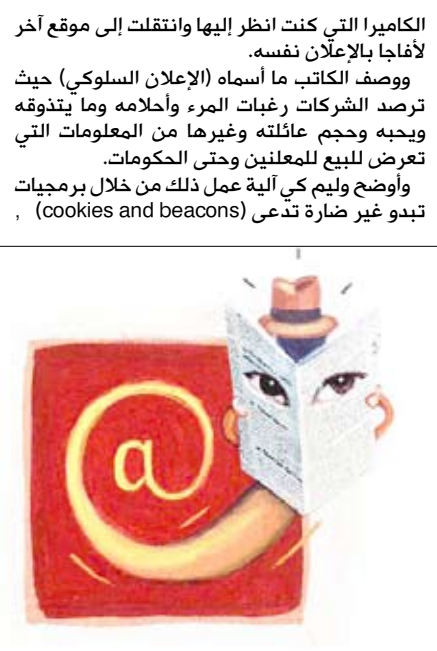 الكاميرا التي كنت انظر إليها وانتقلت إلى موقع آخر
لأفاجا بالإعلان نفسه.
ووصف الكاتب ما أسماه (الإعلان السلوكي) حيث
ترصد الشركات رغبات المرء وأحلامه وما يتذوقه
ويحبه وحجم عائلته وغيرها من المعلومات التي
تعرض للبيع للمعلنين وحتى الحكومات.
وأوضح وليم كي آلية عمل ذلك من خلال برمجيات
تبدو غير ضارة تدعى (cookies and beacons) ,
@